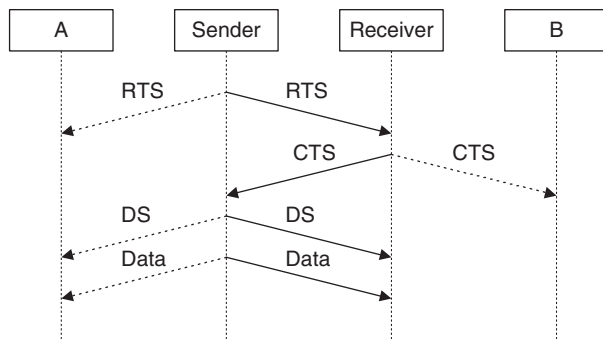 A Sender Receiver B
RTS RTS
CTS CTS
DS DS
Data Data